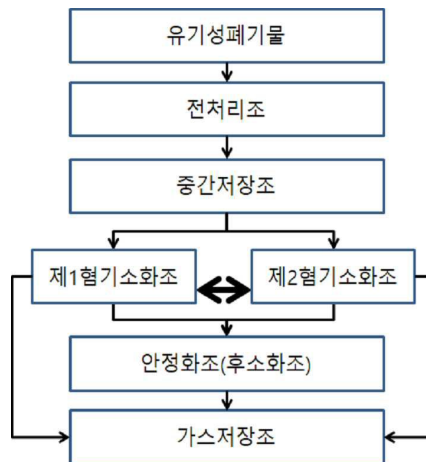 유기성폐기물
전처리조
중간저장조
제1혐기소화조
제2혐기소화조
안정화조(후소화조)
가스저장조